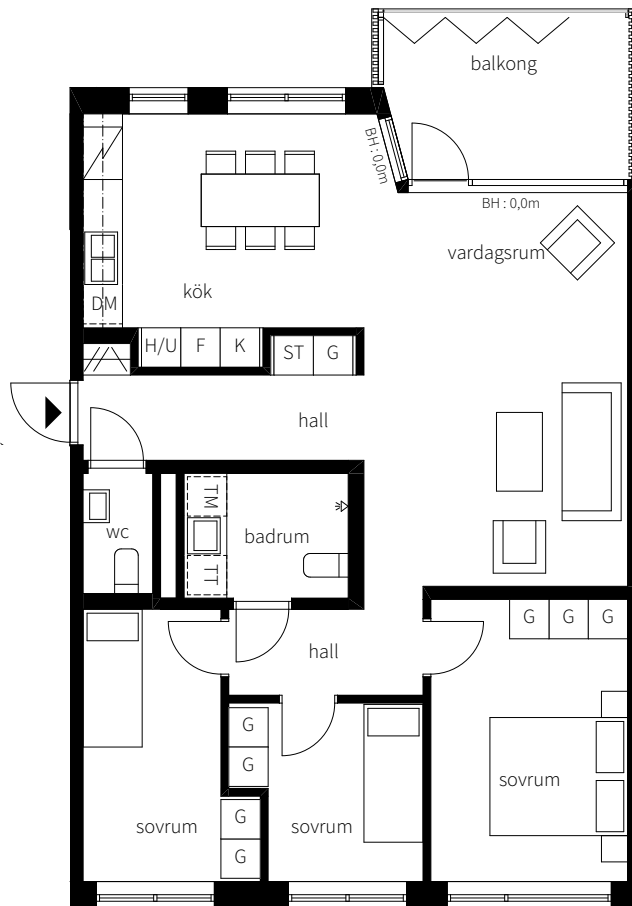 balkong
BH : 0,0m
BH : 0,0m
vardagsrum
kök
DM
H/U
F
K
ST
G
hall
wc
TM
badrum
TT
hall
G
G
G
G
G
sovrum
G
G
sovrum
sovrum